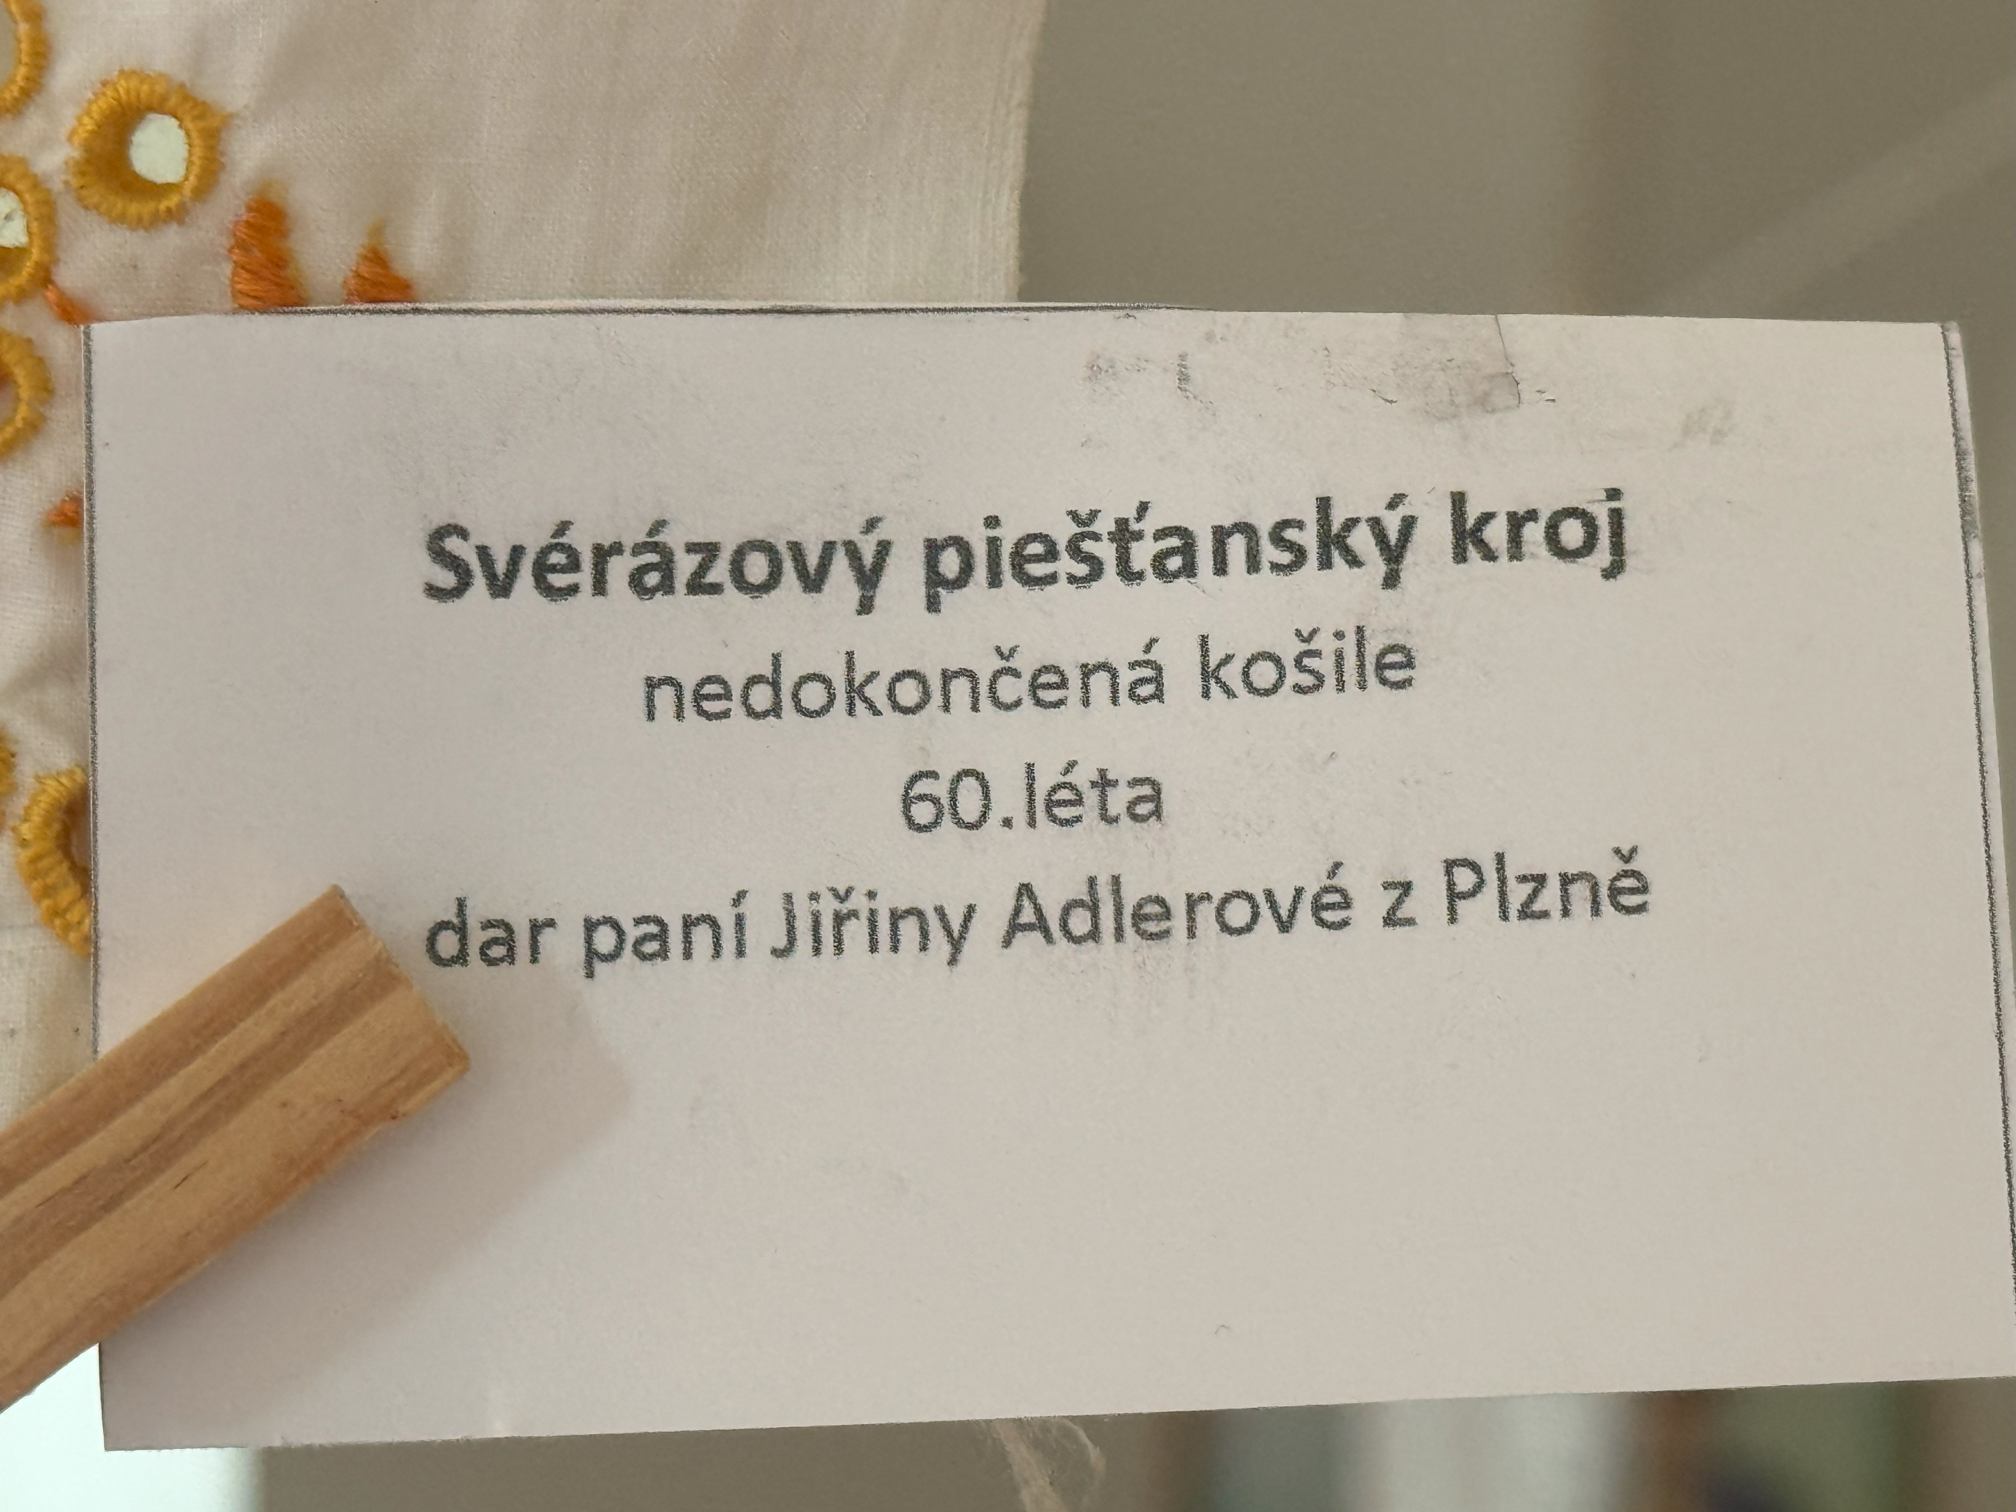 Svérázový piešťanský kroj
nedokončená košile
60.léta
dar paní Jiřiny Adlerové z Plzně